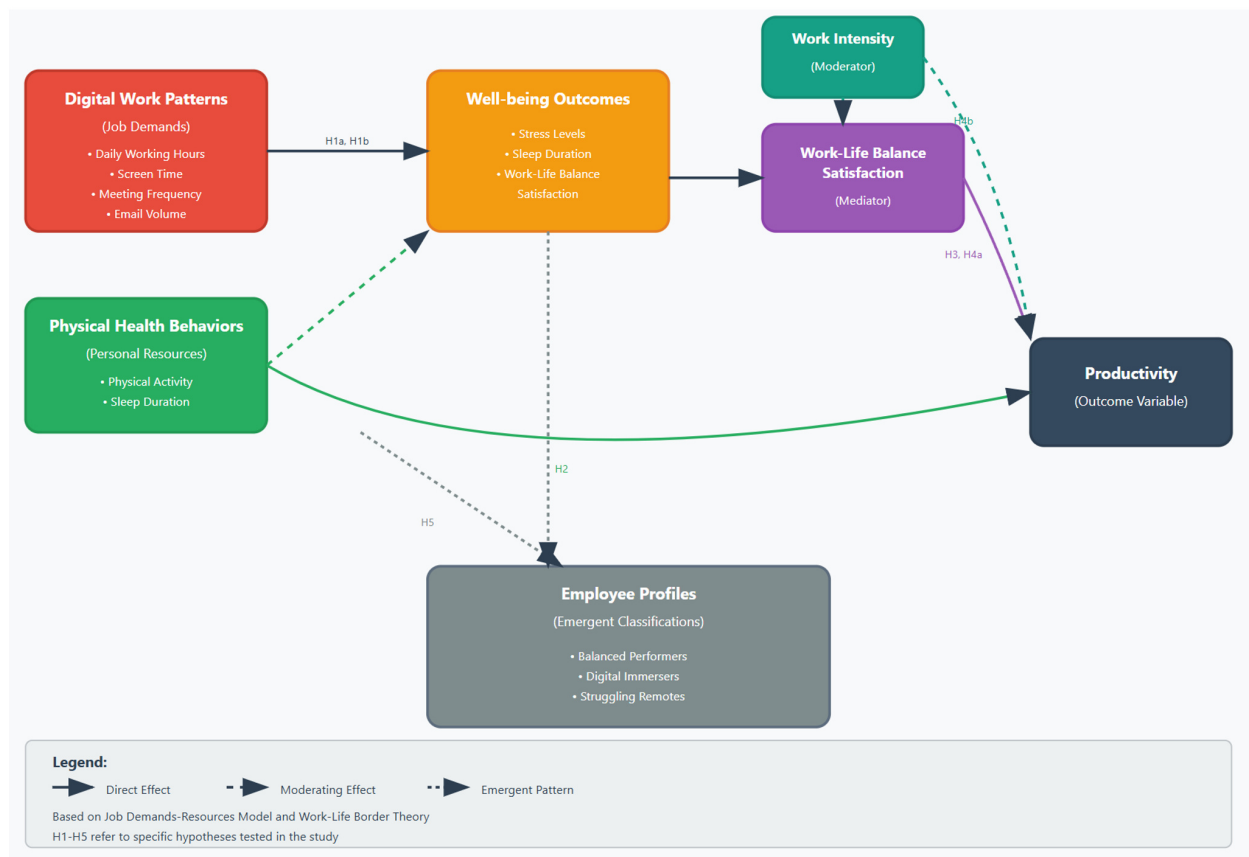 Work Intensity
(Moderator)
Digital Work Patterns
(Job Demands)
• Daily Working Hours
• Screen Time
• Meeting Frequency
• Email Volume
H1a, H1b
Well-being Outcomes
• Stress Levels
• Sleep Duration
• Work-Life Balance
Satisfaction
H4b
Work-Life Balance
Satisfaction
(Mediator)
H3, H4a
Physical Health Behaviors
(Personal Resources)
• Physical Activity
• Sleep Duration
Productivity
(Outcome Variable)
H2
H5
Employee Profiles
(Emergent Classifications)
• Balanced Performers
• Digital Immersers
• Struggling Remotes
Legend:
Direct Effect
Moderating Effect
Emergent Pattern
Based on Job Demands-Resources Model and Work-Life Border Theory
H1-H5 refer to specific hypotheses tested in the study